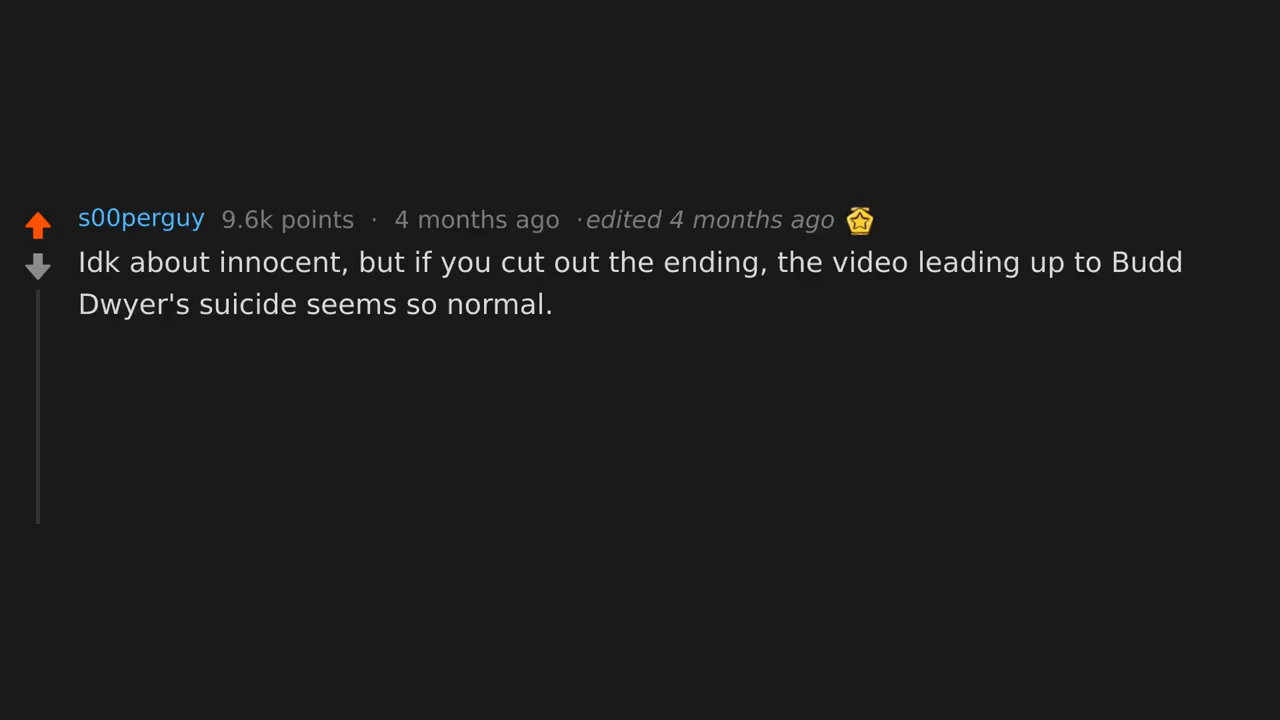 s00perguy 9.6k points · 4 months ago ·edited 4 months ago
Idk about innocent, but if you cut out the ending, the video leading up to Budd
Dwyer's suicide seems so normal.